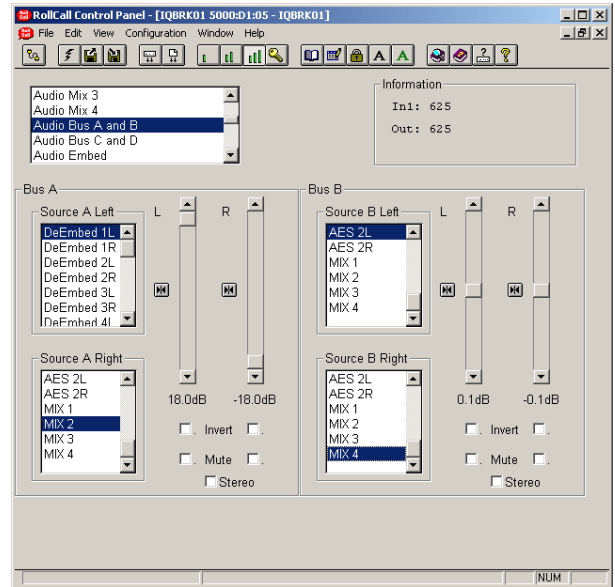 RollCall Control Panel - [IQBRK01 5000:D1:05 - IQBRK01]
File Edit View Configuration Window Help
A A
Audio Mix 3
Audio Mix 4
Audio Bus A and B
Audio Bus C and D
Audio Embed
Information
In1: 625
Out: 625
Bus A
Source A Left
L R
DeEmbed 1L
DeEmbed 1R
DeEmbed 2L
DeEmbed 2R
DeEmbed 3L
DeEmbed 3R
DeEmbed 4L
Source A Right
AES 2L
AES 2R
MIX 1
MIX 2
MIX 3
MIX 4
18.0dB -18.0dB
. Invert .
. Mute .
Stereo
Bus B
Source B Left
L R
AES 2L
AES 2R
MIX 1
MIX 2
MIX 3
MIX 4
Source B Right
AES 2L
AES 2R
MIX 1
MIX 2
MIX 3
MIX 4
0.1dB -0.1dB
. Invert .
. Mute .
Stereo
NUM